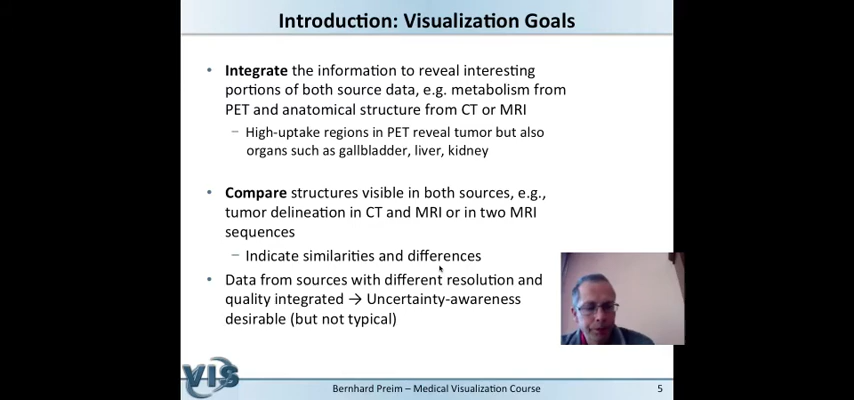 Introduction: Visualization Goals
• Integrate the information to reveal interesting
portions of both source data, e.g. metabolism from
PET and anatomical structure from CT or MRI
– High-uptake regions in PET reveal tumor but also
organs such as gallbladder, liver, kidney
• Compare structures visible in both sources, e.g.,
tumor delineation in CT and MRI or in two MRI
sequences
– Indicate similarities and differences
• Data from sources with different resolution and
quality integrated → Uncertainty-awareness
desirable (but not typical)
VIS
Bernhard Preim – Medical Visualization Course
5